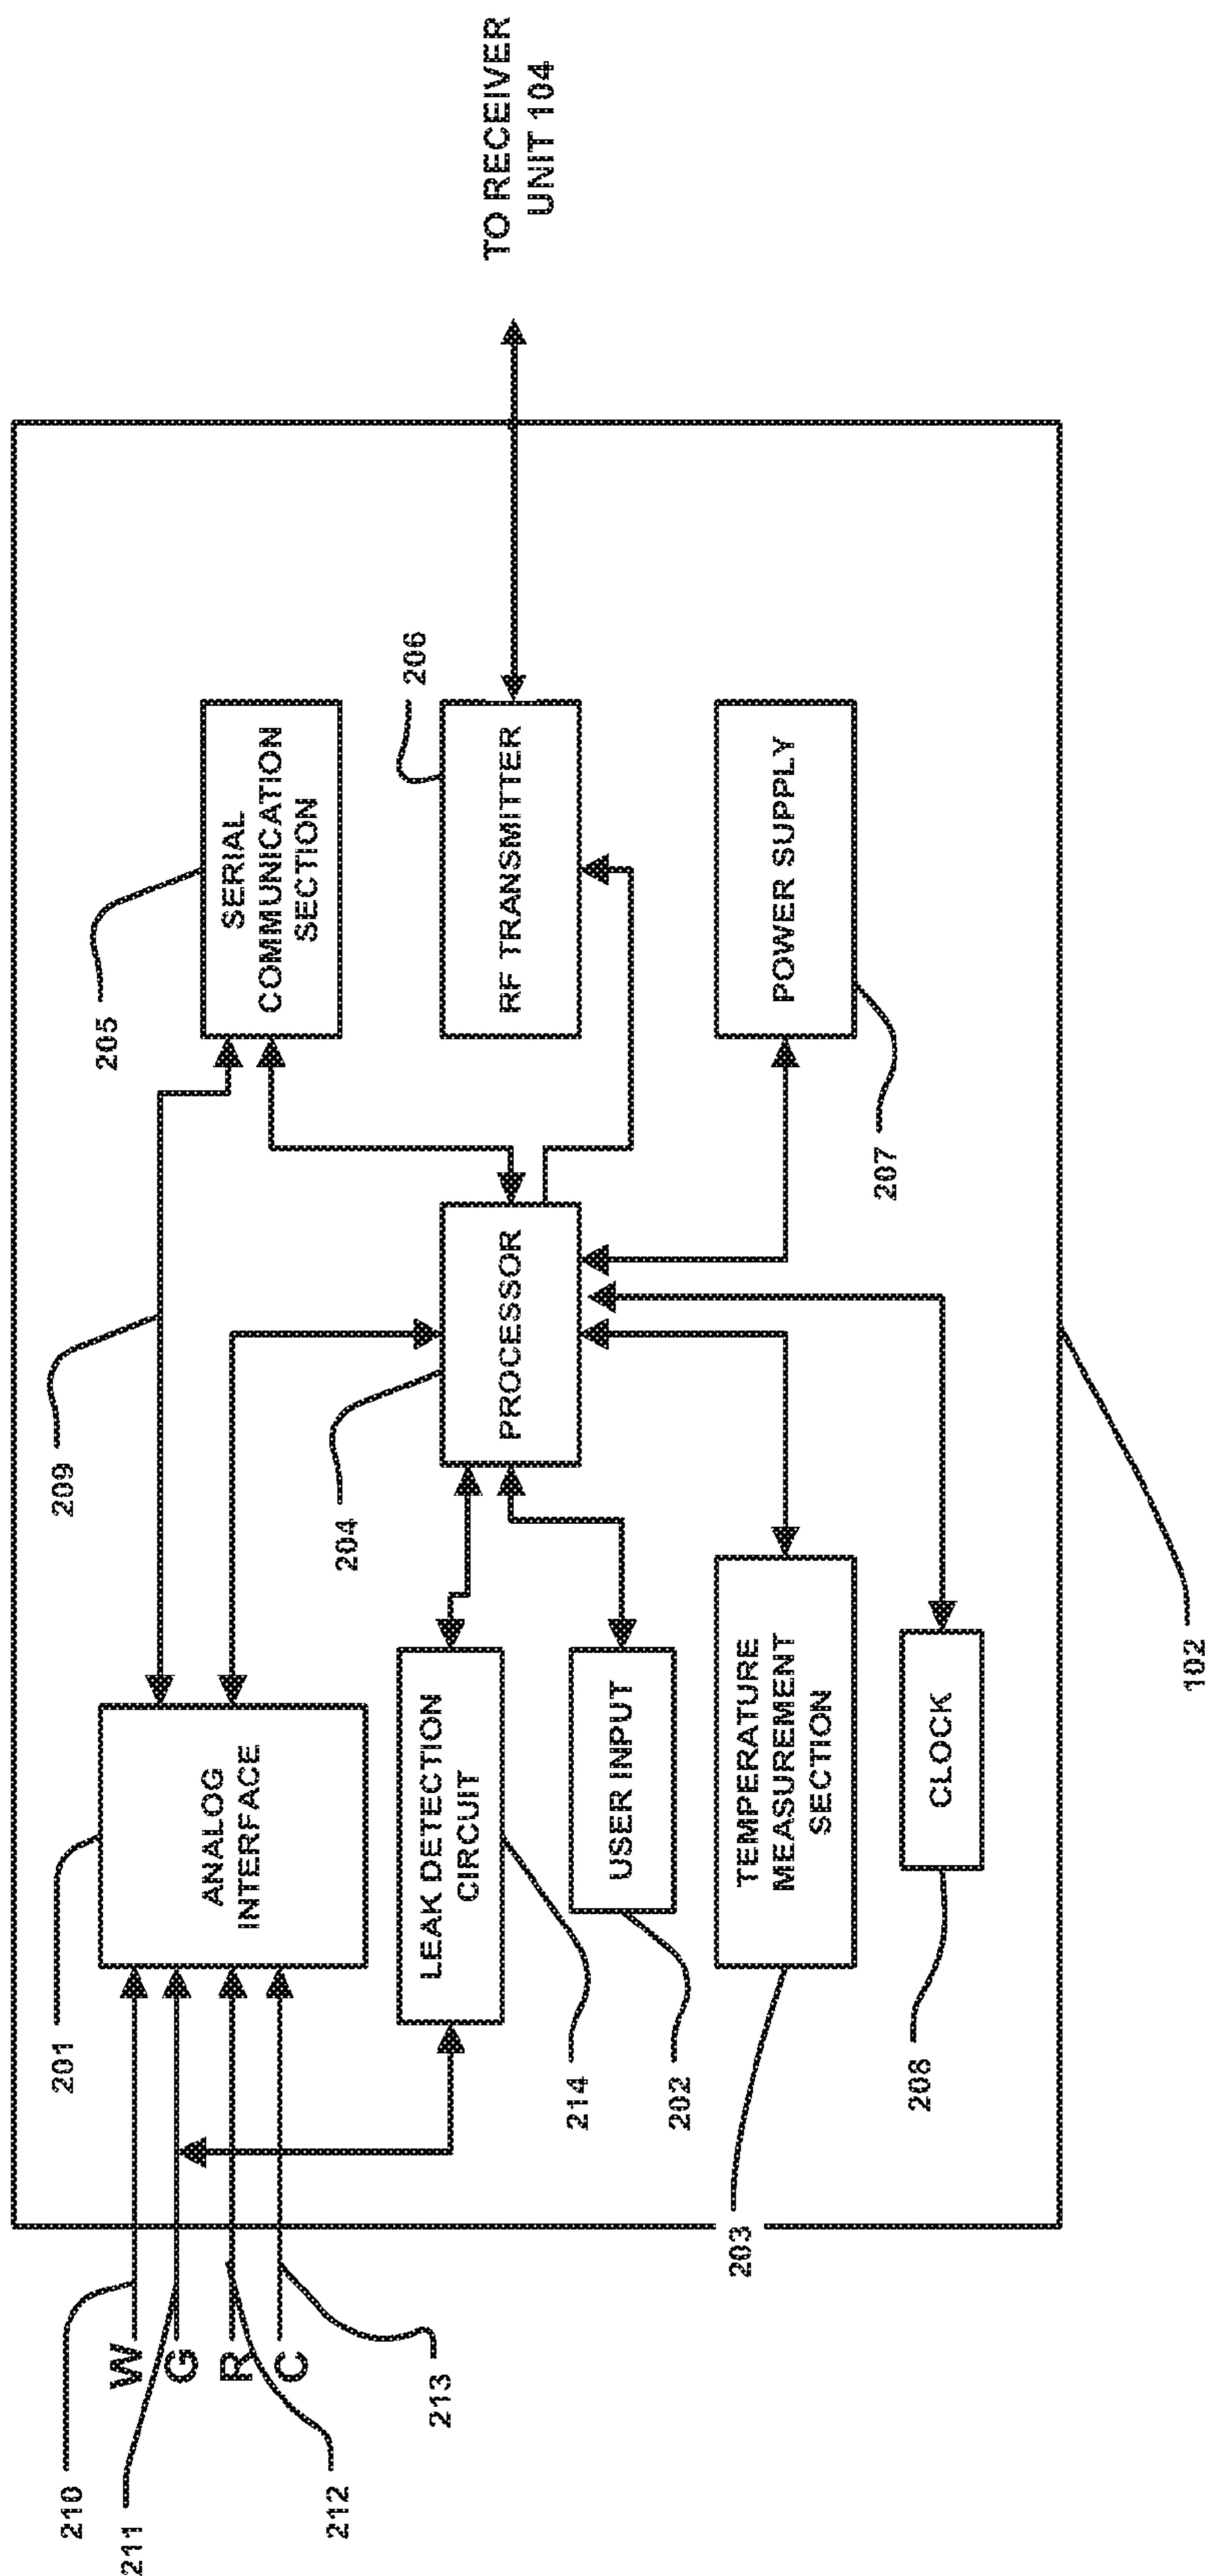 210
211
212
213
W
G
R
C
201
ANALOG
INTERFACE
209
205
SERIAL
COMMUNICATION
SECTION
LEAK DETECTION
CIRCUIT
214
204
PROCESSOR
206
RF TRANSMITTER
TO RECEIVER
UNIT 104
USER INPUT
202
TEMPERATURE
MEASUREMENT
SECTION
203
POWER SUPPLY
207
CLOCK
208
102